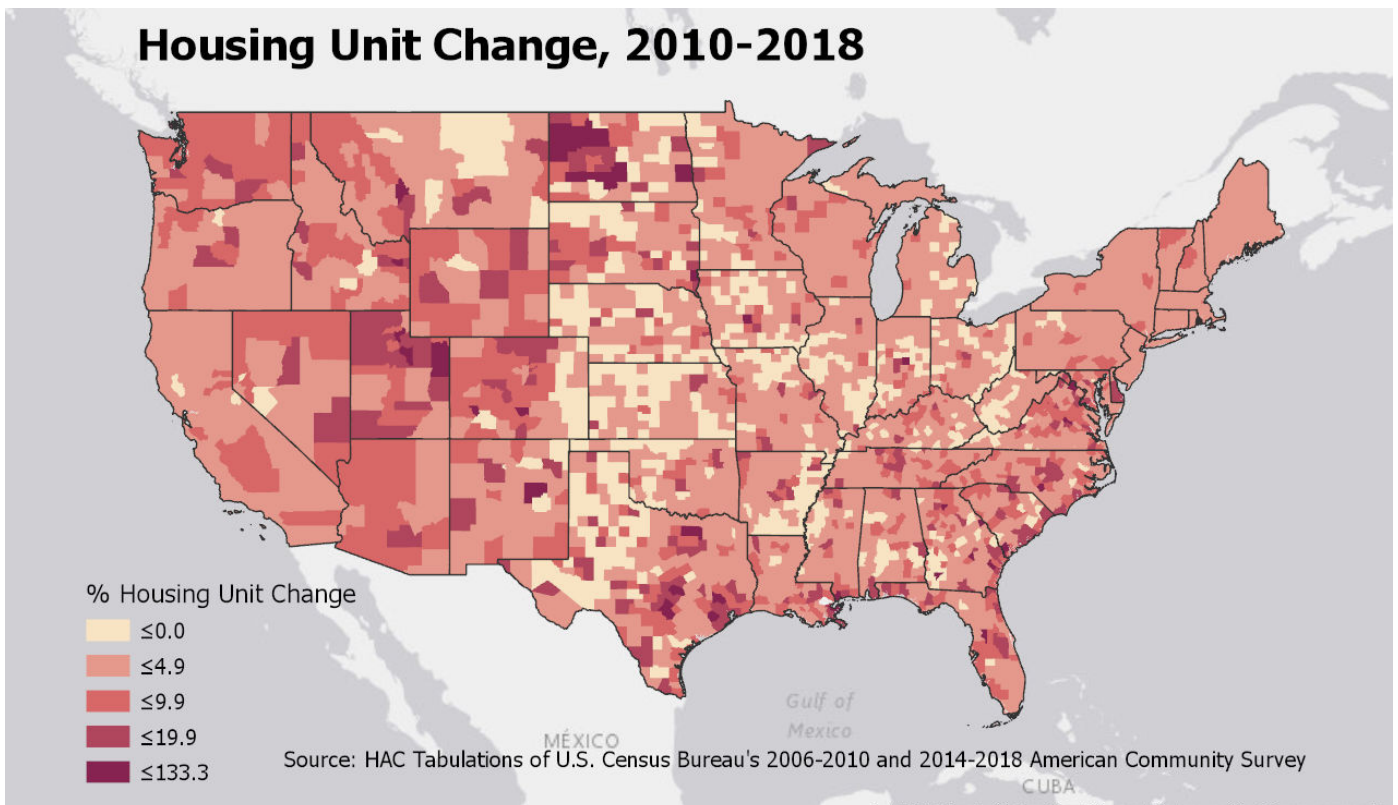 Housing Unit Change, 2010-2018
% Housing Unit Change
≤0.0
≤4.9
≤9.9
≤19.9
≤133.3
Gulf of
Mexico
MÉXICO
Source: HAC Tabulations of U.S. Census Bureau's 2006-2010 and 2014-2018 American Community Survey
CUBA